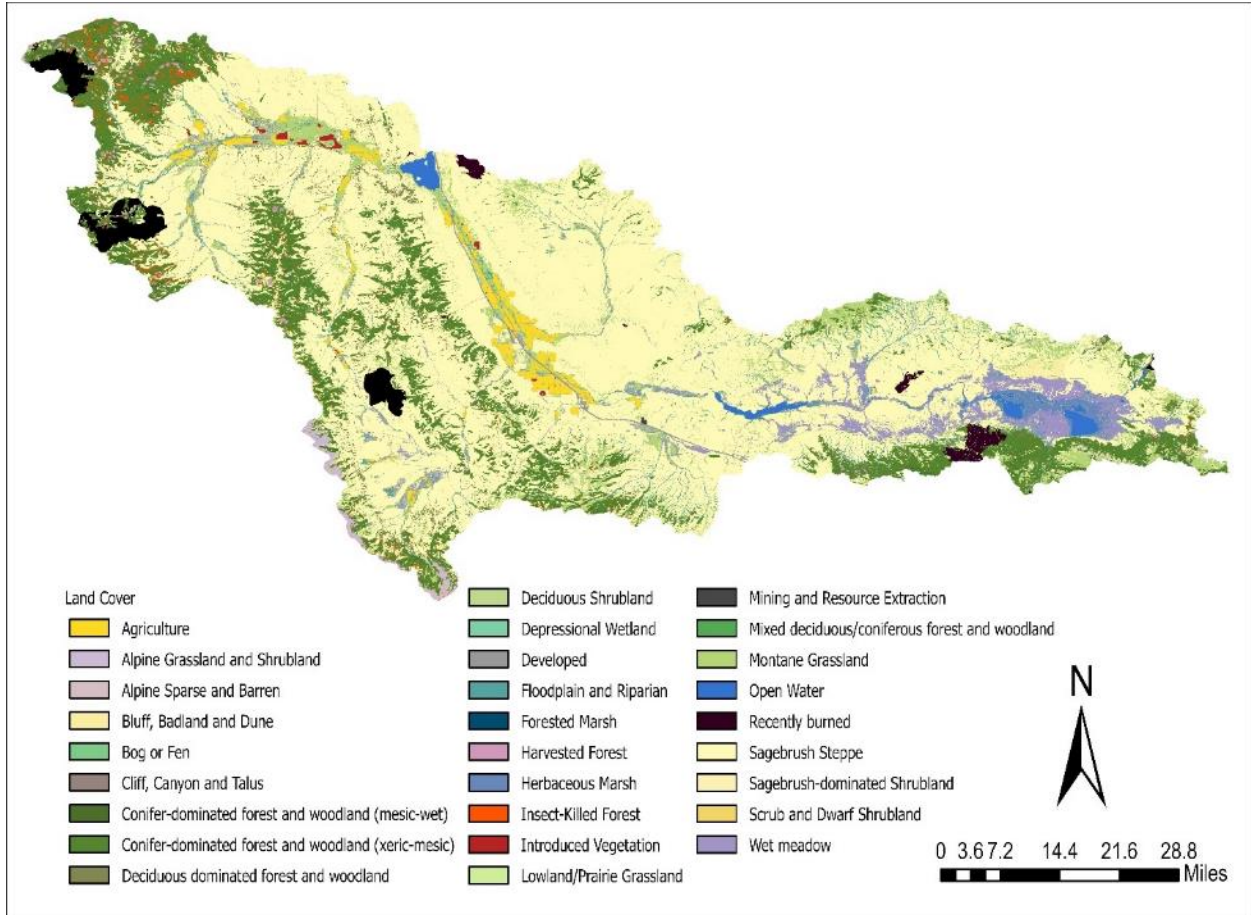 Land Cover
Agriculture
Alpine Grassland and Shrubland
Alpine Sparse and Barren
Bluff, Badland and Dune
Bog or Fen
Cliff, Canyon and Talus
Conifer-dominated forest and woodland (mesic-wet)
Conifer-dominated forest and woodland (xeric-mesic)
Deciduous dominated forest and woodland
Deciduous Shrubland
Depressional Wetland
Developed
Floodplain and Riparian
Forested Marsh
Harvested Forest
Herbaceous Marsh
Insect-Killed Forest
Introduced Vegetation
Lowland/Prairie Grassland
Mining and Resource Extraction
Mixed deciduous/coniferous forest and woodland
Montane Grassland
Open Water
Recently burned
Sagebrush Steppe
Sagebrush-dominated Shrubland
Scrub and Dwarf Shrubland
Wet meadow
N
0 3.6 7.2 14.4 21.6 28.8
Miles